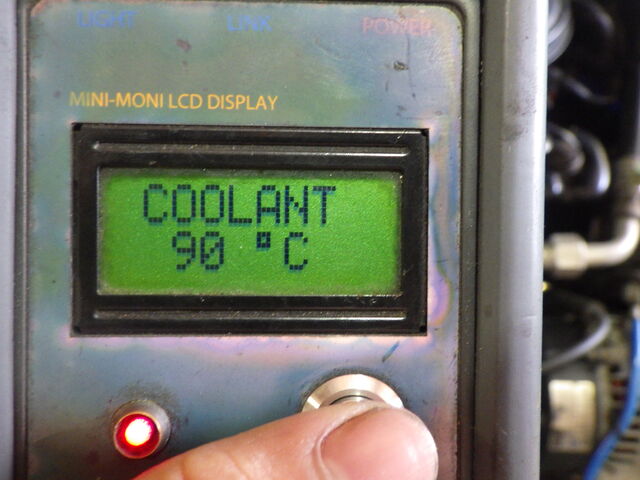 LIGHT LINK POWER
MINI-MONI LCD DISPLAY
COOLANT
90 °C